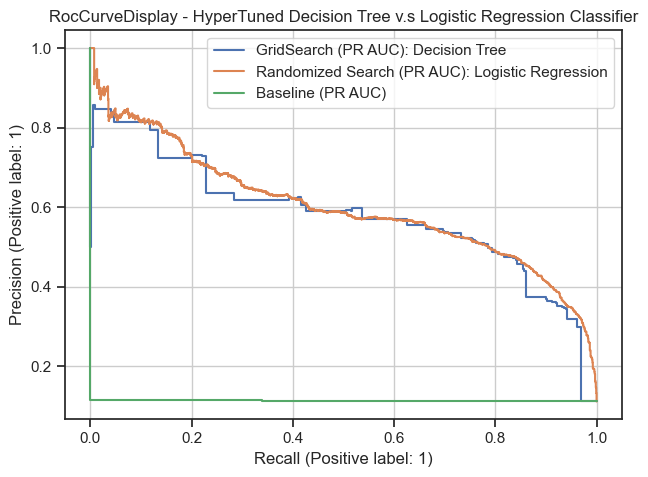 RocCurveDisplay - HyperTuned Decision Tree v.s Logistic Regression Classifier
GridSearch (PR AUC): Decision Tree
Randomized Search (PR AUC): Logistic Regression
Baseline (PR AUC)
Precision (Positive label: 1)
1.0
0.8
0.6
0.4
0.2
0.0
0.2
0.4
0.6
0.8
1.0
Recall (Positive label: 1)